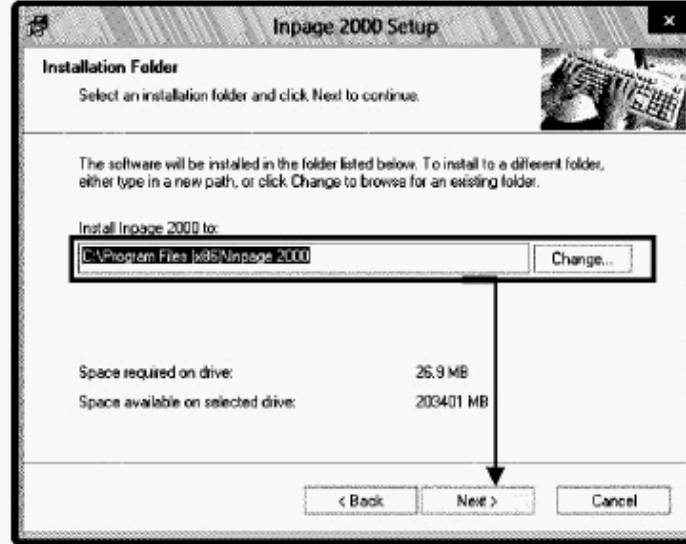 Inpage 2000 Setup
x
Installation Folder
Select an installation folder and click Next to continue.
The software will be installed in the folder listed below. To install to a different folder,
either type in a new path, or click Change to browse for an existing folder.
Install Inpage 2000 to:
C:\Program Files (x86)\Inpage 2000
Change...
Space required on drive: 26.9 MB
Space available on selected drive: 203401 MB
< Back Next > Cancel